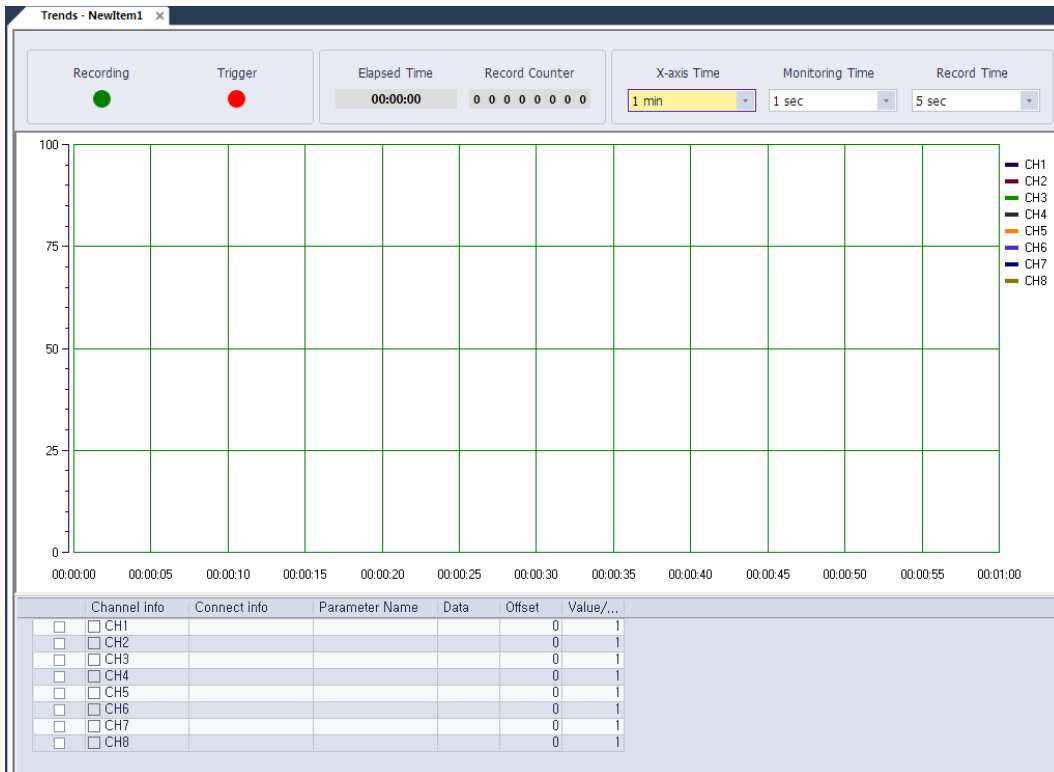 Trends - NewItem1 ×
Recording Trigger Elapsed Time Record Counter X-axis Time Monitoring Time Record Time
00:00:00 0 0 0 0 0 0 0 0 1 min 1 sec 5 sec
100
75
50
25
0
CH1
CH2
CH3
CH4
CH5
CH6
CH7
CH8
00:00:00 00:00:05 00:00:10 00:00:15 00:00:20 00:00:25 00:00:30 00:00:35 00:00:40 00:00:45 00:00:50 00:00:55 00:01:00
Channel info Connect info Parameter Name Data Offset Value/...
CH1 0 1
CH2 0 1
CH3 0 1
CH4 0 1
CH5 0 1
CH6 0 1
CH7 0 1
CH8 0 1